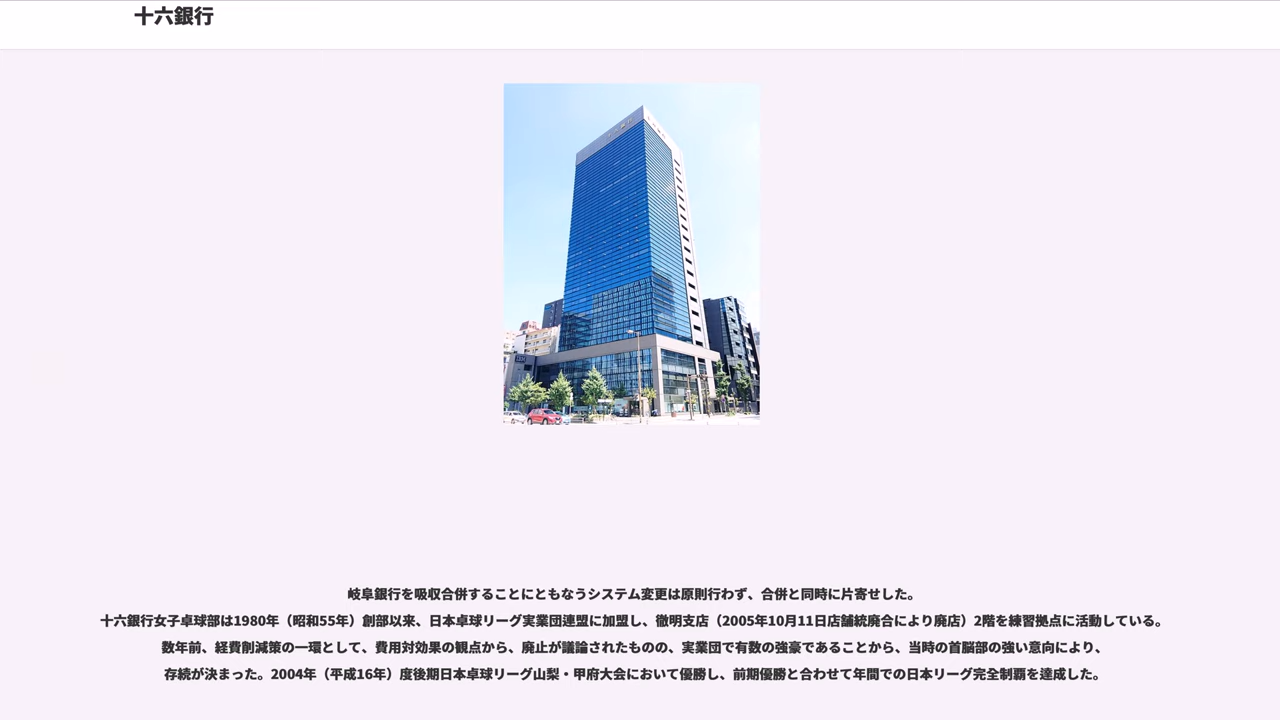 十六銀行
岐阜銀行を吸収合併することにともなうシステム変更は原則行わず、合併と同時に片寄せした。
十六銀行女子卓球部は1980年（昭和55年）創部以来、日本卓球リーグ実業団連盟に加盟し、徹明支店（2005年10月11日店舗統廃合により廃店）2階を練習拠点に活動している。
数年前、経費削減策の一環として、費用対効果の観点から、廃止が議論されたものの、実業団で有数の強豪であることから、当時の首脳部の強い意向により、
存続が決まった。2004年（平成16年）度後期日本卓球リーグ山梨・甲府大会において優勝し、前期優勝と合わせて年間での日本リーグ完全制覇を達成した。